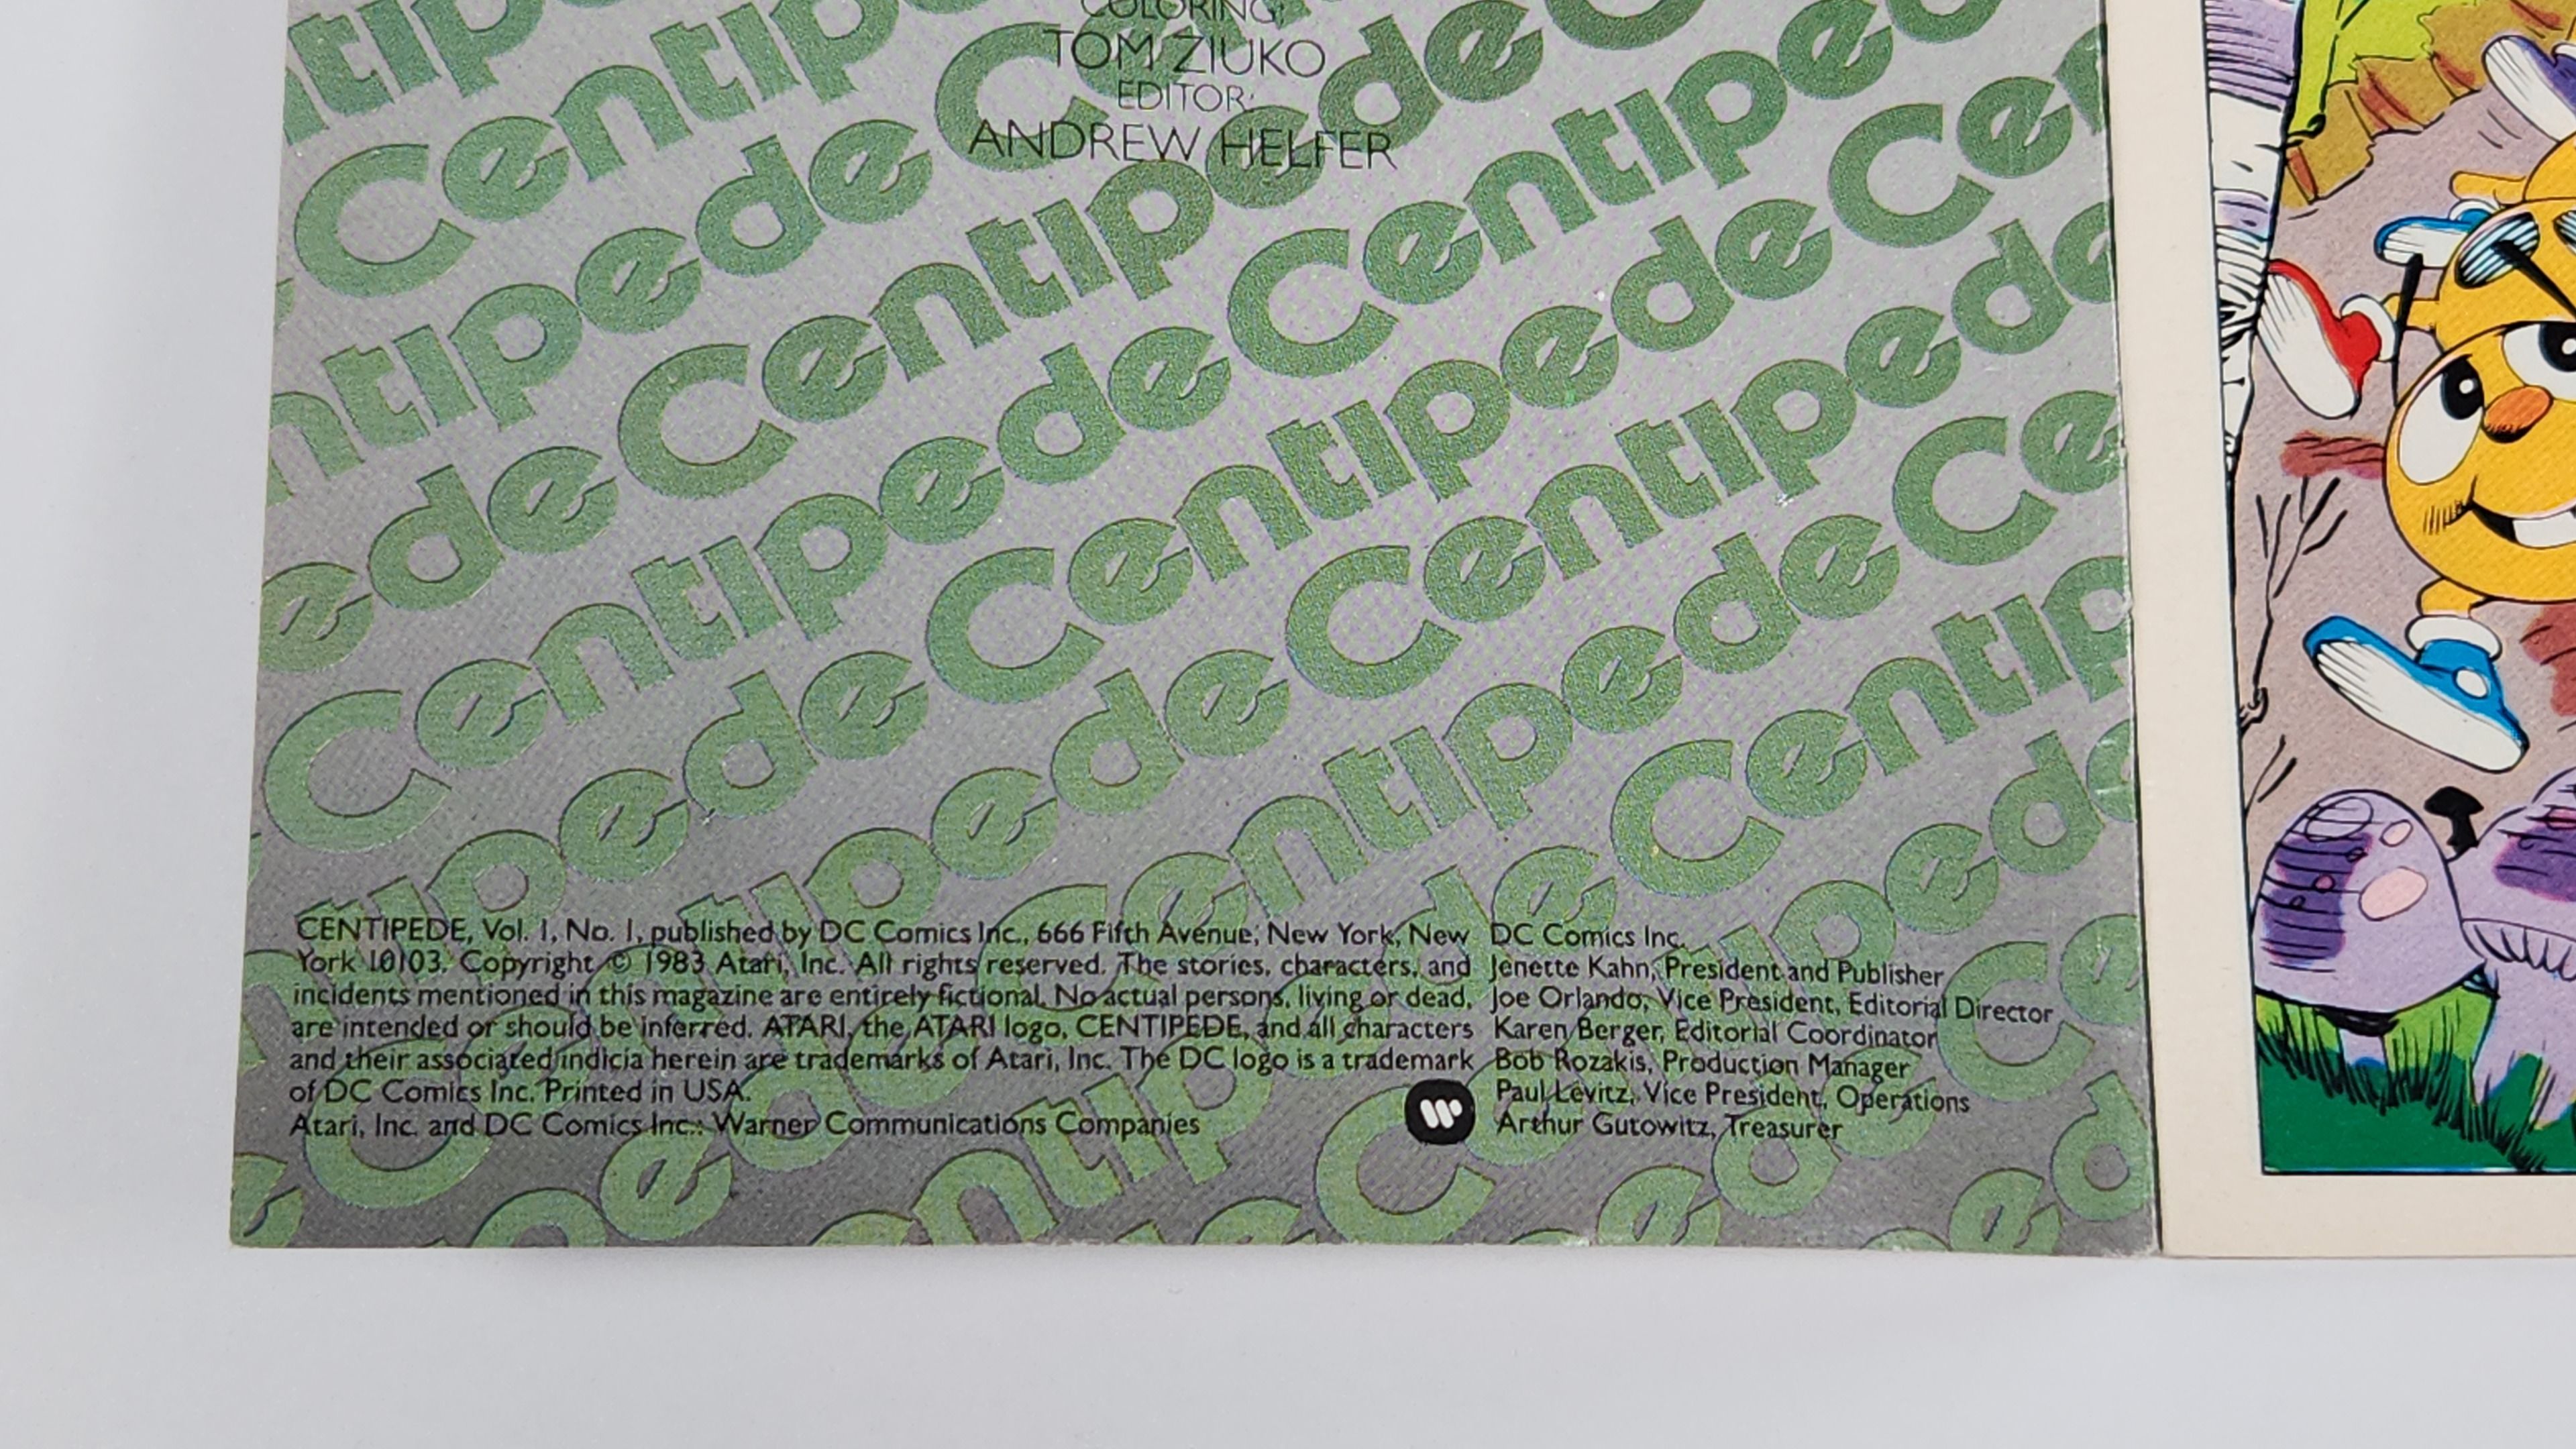 COLORING:
TOM ZIUKO
EDITOR:
ANDREW HELFER
Centipede Centipede Centipede
CENTIPEDE, Vol. 1, No. 1, published by DC Comics Inc., 666 Fifth Avenue, New York, New
York 10103. Copyright © 1983 Atari, Inc. All rights reserved. The stories, characters, and
incidents mentioned in this magazine are entirely fictional. No actual persons, living or dead,
are intended or should be inferred. ATARI, the ATARI logo, CENTIPEDE, and all characters
and their associated indicia herein are trademarks of Atari, Inc. The DC logo is a trademark
of DC Comics Inc. Printed in USA.
Atari, Inc. and DC Comics Inc.: Warner Communications Companies
DC Comics Inc.
Jenette Kahn, President and Publisher
Joe Orlando, Vice President, Editorial Director
Karen Berger, Editorial Coordinator
Bob Rozakis, Production Manager
Paul Levitz, Vice President, Operations
Arthur Gutowitz, Treasurer